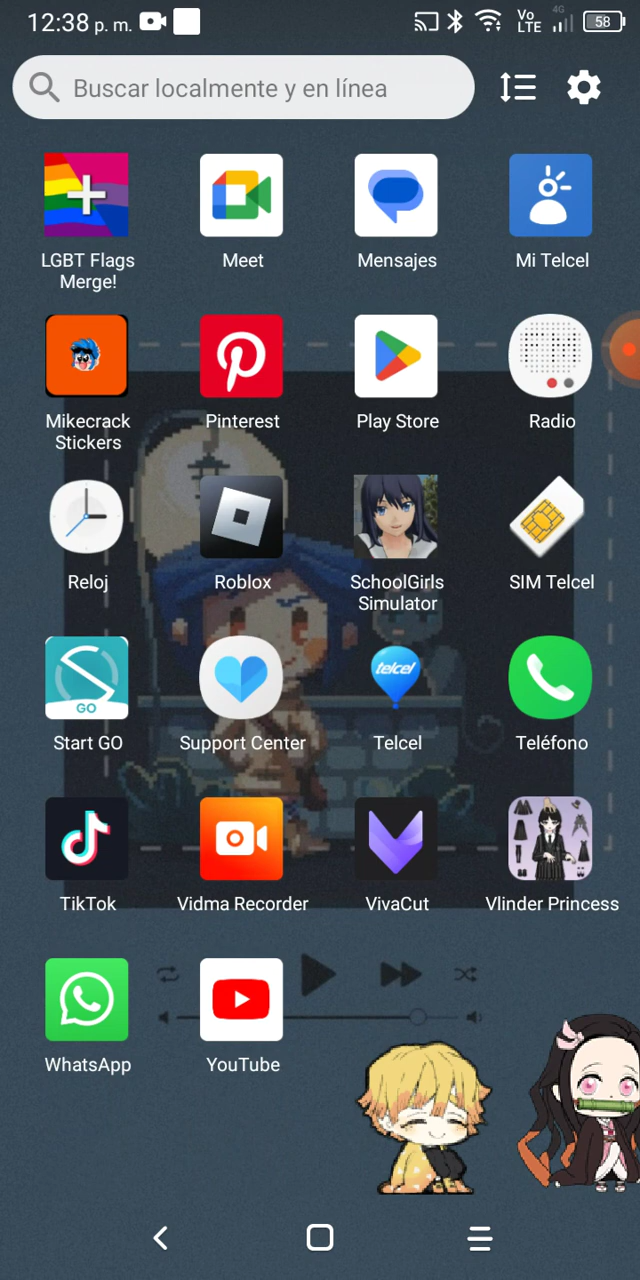 12:38 p. m.
Vo
LTE
4G
58
Buscar localmente y en línea
LGBT Flags
Merge!
Meet
Mensajes
Mi Telcel
Mikecrack
Stickers
Pinterest
Play Store
Radio
Reloj
Roblox
SchoolGirls
Simulator
SIM Telcel
GO
Start GO
Support Center
telcel
Telcel
Teléfono
TikTok
Vidma Recorder
VivaCut
Vlinder Princess
WhatsApp
YouTube